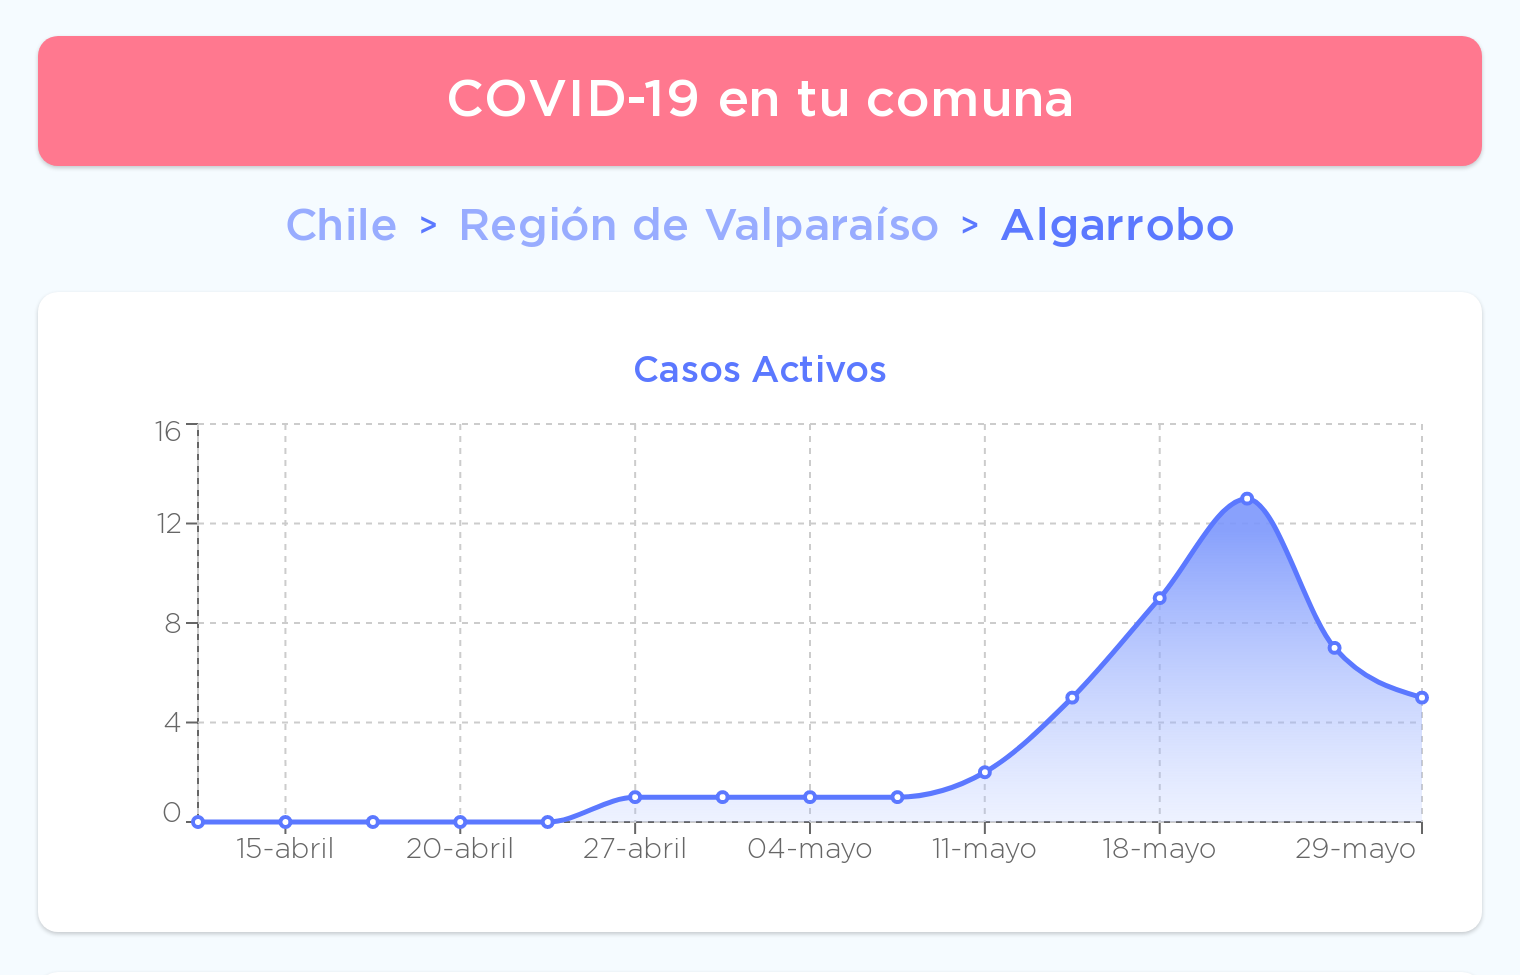 COVID-19 en tu comuna
Chile > Región de Valparaíso > Algarrobo
Casos Activos
16
12
8
4
0
15-abril 20-abril 27-abril 04-mayo 11-mayo 18-mayo 29-mayo